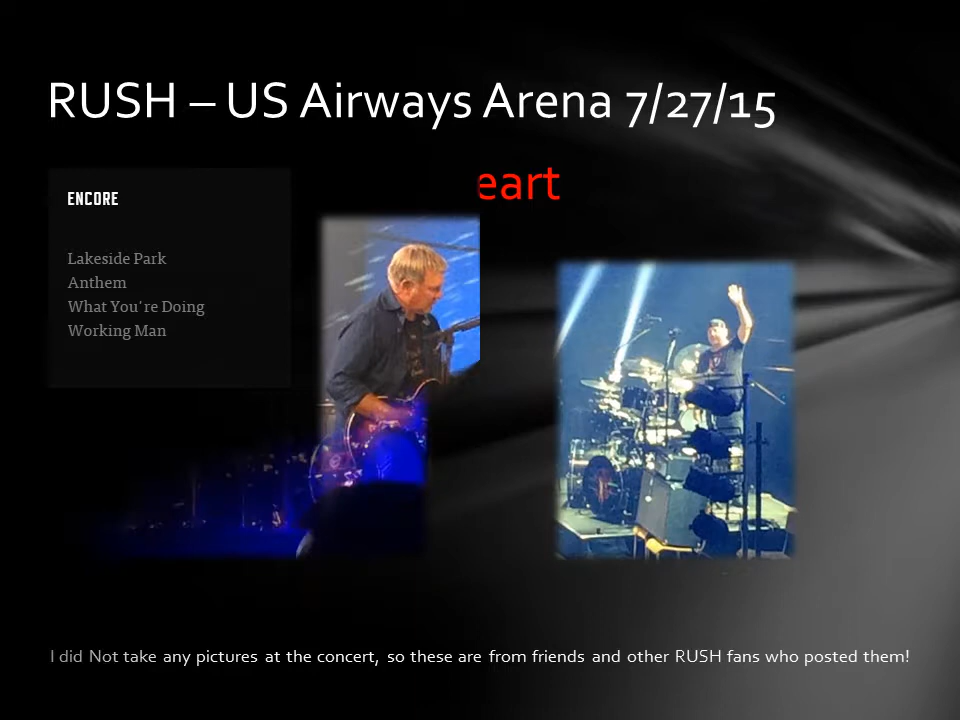 RUSH – US Airways Arena 7/27/15
eart
ENCORE
Lakeside Park
Anthem
What You're Doing
Working Man
I did Not take any pictures at the concert, so these are from friends and other RUSH fans who posted them!